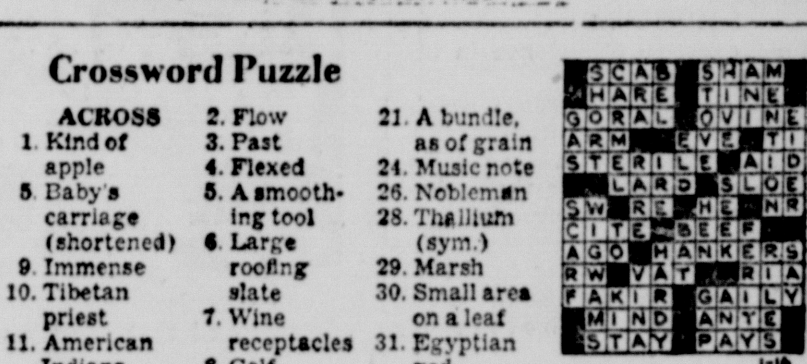 Crossword Puzzle
ACROSS
1. Kind of
apple
5. Baby's
carriage
(shortened)
9. Immense
10. Tibetan
priest
11. American
Indians
2. Flow
3. Past
4. Flexed
5. A smooth-
ing tool
6. Large
roofing
slate
7. Wine
receptacles
8. Golf
21. A bundle,
as of grain
24. Music note
26. Nobleman
28. Thallium
(sym.)
29. Marsh
30. Small area
on a leaf
31. Egyptian
god
SCAB SHAM
HARE TINE
GORAL OVINE
ARM EVE TI
STERILE AID
LARD SLOE
SW RE HE NR
CITE BEEF
AGO HANKERS
RW VAT RIA
FAKIR GAILY
MIND ANTE
STAY PAYS